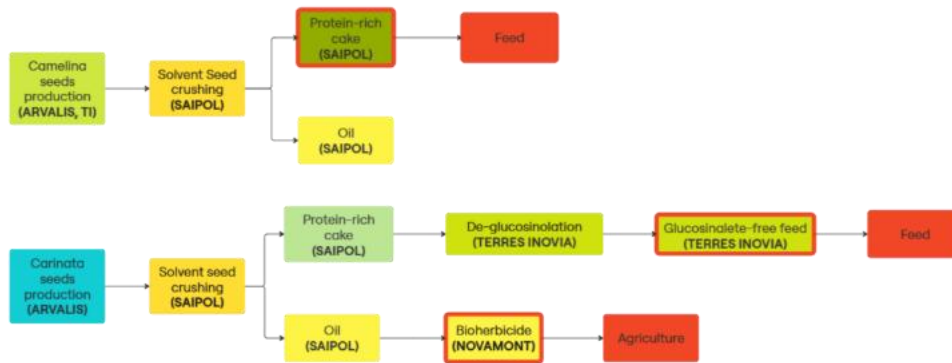 Protein-rich
cake
(SAIPOL)
Feed
Camelina
seeds
production
(ARVALIS, TI)
Solvent Seed
crushing
(SAIPOL)
Oil
(SAIPOL)
Protein-rich
cake
(SAIPOL)
De-glucosinolation
(TERRES INOVIA)
Glucosinalete-free feed
(TERRES INOVIA)
Feed
Carinata
seeds
production
(ARVALIS)
Solvent seed
crushing
(SAIPOL)
Oil
(SAIPOL)
Bioherbicide
(NOVAMONT)
Agriculture